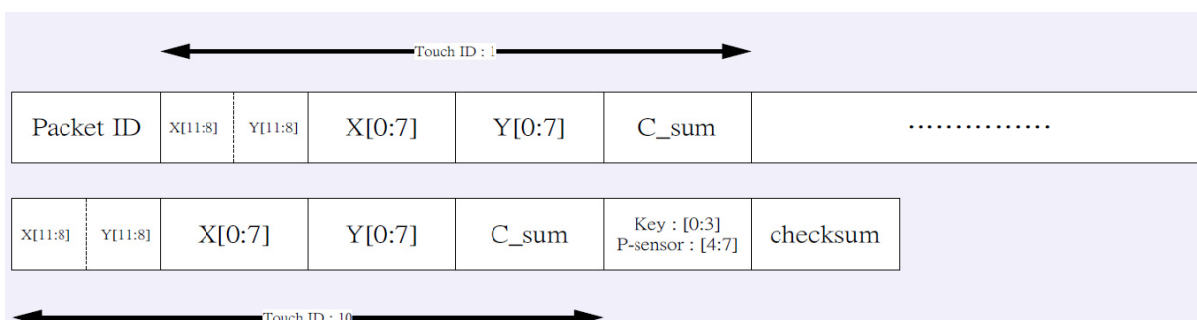 Touch ID : 1
Packet ID X[11:8] Y[11:8] X[0:7] Y[0:7] C_sum ...............
X[11:8] Y[11:8] X[0:7] Y[0:7] C_sum Key : [0:3] P-sensor : [4:7] checksum
Touch ID : 10